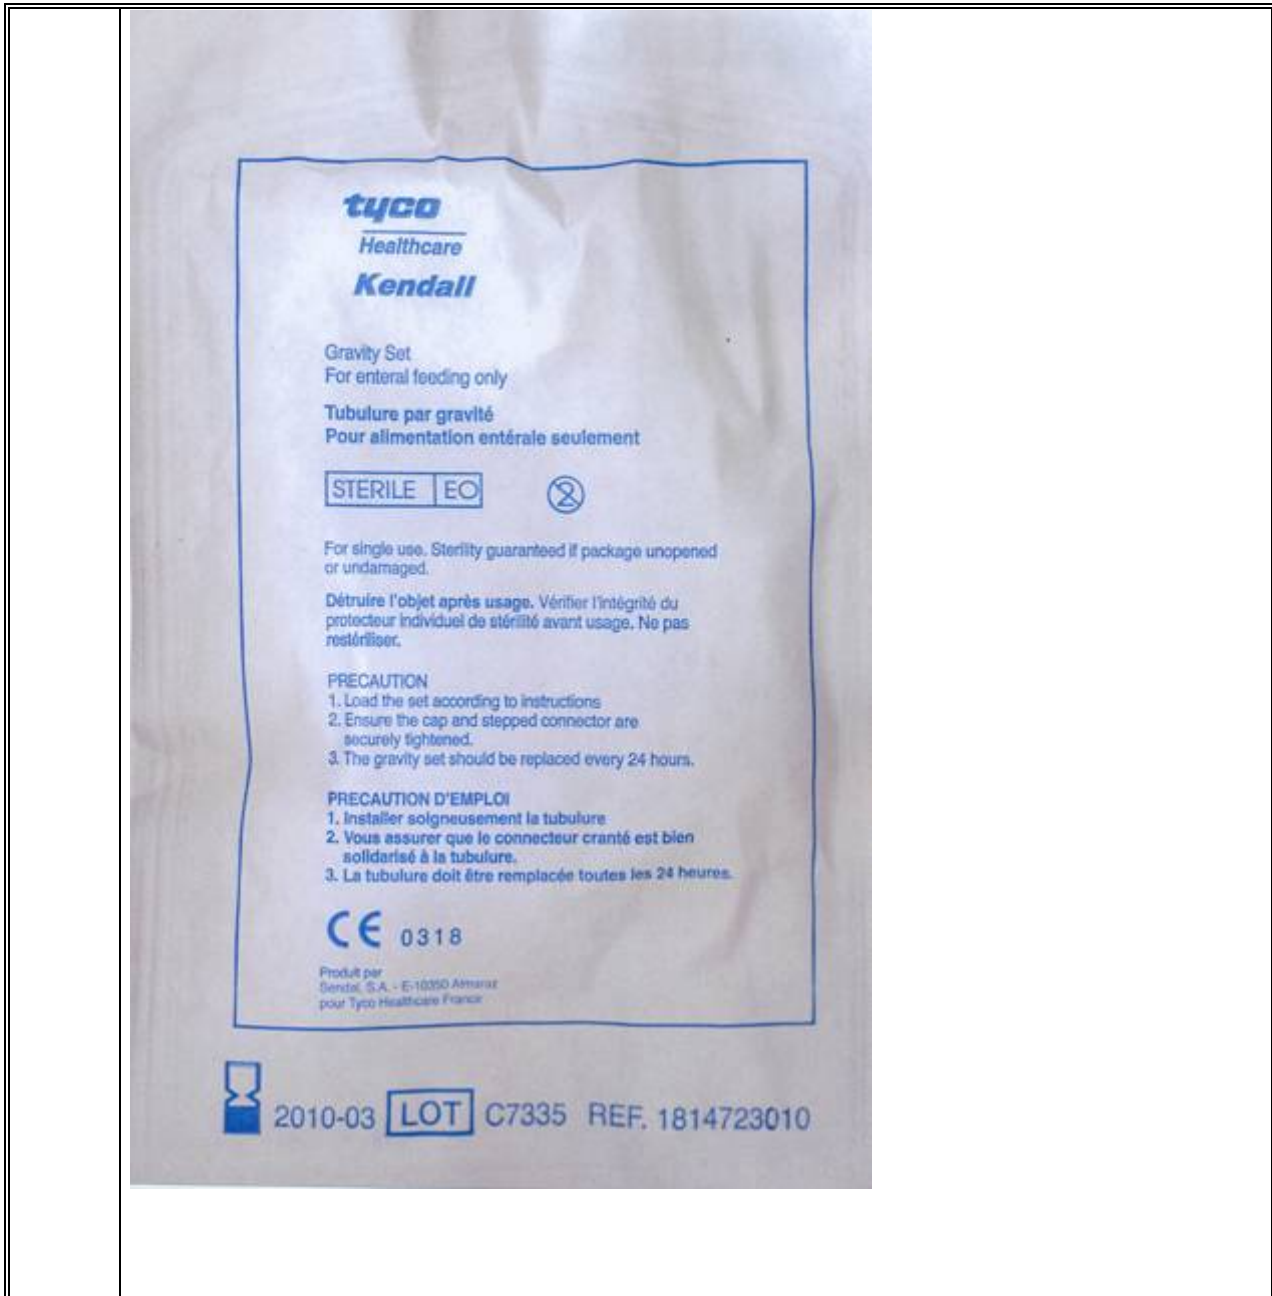 tyco
Healthcare
Kendall
Gravity Set
For enteral feeding only
Tubulure par gravité
Pour alimentation entérale seulement
STERILE EO
2
For single use. Sterility guaranteed if package unopened
or undamaged.
Détruire l'objet après usage. Vérifier l'intégrité du
protecteur individuel de stérilité avant usage. Ne pas
restériliser.
PRECAUTION
1. Load the set according to instructions
2. Ensure the cap and stepped connector are
securely tightened.
3. The gravity set should be replaced every 24 hours.
PRECAUTION D'EMPLOI
1. Installer soigneusement la tubulure
2. Vous assurer que le connecteur cranté est bien
solidarisé à la tubulure.
3. La tubulure doit être remplacée toutes les 24 heures.
CE 0318
Produit par
Sendal, S.A. - E-10350 Almaraz
pour Tyco Healthcare France
2010-03 LOT C7335 REF. 1814723010